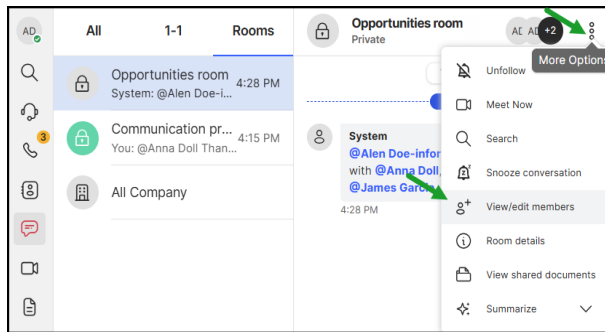 AD
All
1-1
Rooms
Opportunities room
Private
+2
More Options
Opportunities room
4:28 PM
System: @Alen Doe-i...
Communication pr...
4:15 PM
You: @Anna Doll Than...
All Company
3
System
@Alen Doe-infor
with @Anna Doll,
@James Garcia
4:28 PM
Unfollow
Meet Now
Search
Snooze conversation
View/edit members
Room details
View shared documents
Summarize